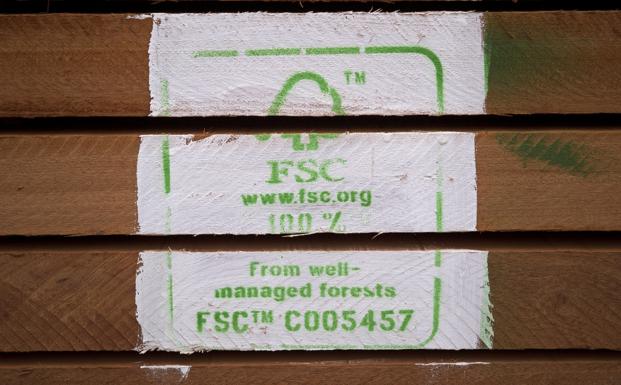 TM
FSC
www.fsc.org
100 %
From well-
managed forests
FSC™ C005457